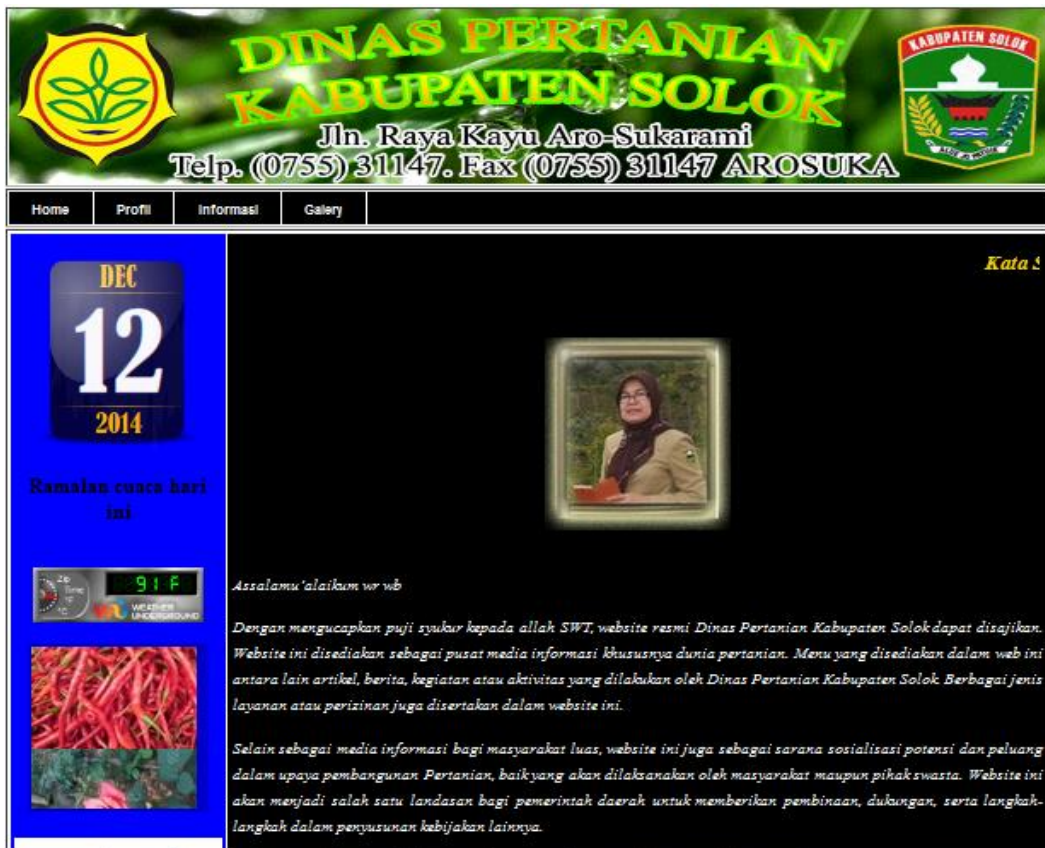 DINAS PERTANIAN
KABUPATEN SOLOK
Jln. Raya Kayu Aro-Sukarami
Telp. (0755) 31147. Fax (0755) 31147 AROSUKA
KABUPATEN SOLOK
Home Profil Informasi Galery
DEC
12
2014
Ramalan cuaca hari
ini
Zip
Time
°F
°C
91 F
WEATHER
UNDERGROUND
Kata S
Assalamu'alaikum wr wb
Dengan mengucapkan puji syukur kepada allah SWT, website resmi Dinas Pertanian Kabupaten Solok dapat disajikan.
Website ini disediakan sebagai pusat media informasi khususnya dunia pertanian. Menu yang disediakan dalam web ini
antara lain artikel, berita, kegiatan atau aktivitas yang dilakukan oleh Dinas Pertanian Kabupaten Solok. Berbagai jenis
layanan atau perizinan juga disertakan dalam website ini.
Selain sebagai media informasi bagi masyarakat luas, website ini juga sebagai sarana sosialisasi potensi dan peluang
dalam upaya pembangunan Pertanian, baik yang akan dilaksanakan oleh masyarakat maupun pihak swasta. Website ini
akan menjadi salah satu landasan bagi pemerintah daerah untuk memberikan pembinaan, dukungan, serta langkah-
langkah dalam penyusunan kebijakan lainnya.